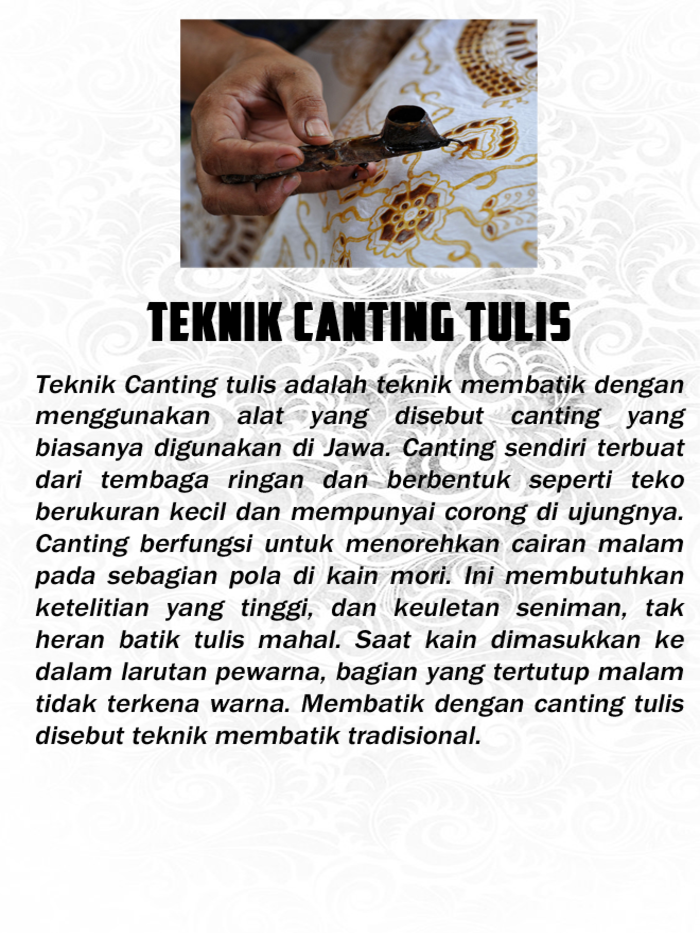 TEKNIK CANTING TULIS
Teknik Canting tulis adalah teknik membatik dengan
menggunakan alat yang disebut canting yang
biasanya digunakan di Jawa. Canting sendiri terbuat
dari tembaga ringan dan berbentuk seperti teko
berukuran kecil dan mempunyai corong di ujungnya.
Canting berfungsi untuk menorehkan cairan malam
pada sebagian pola di kain mori. Ini membutuhkan
ketelitian yang tinggi, dan keuletan seniman, tak
heran batik tulis mahal. Saat kain dimasukkan ke
dalam larutan pewarna, bagian yang tertutup malam
tidak terkena warna. Membatik dengan canting tulis
disebut teknik membatik tradisional.